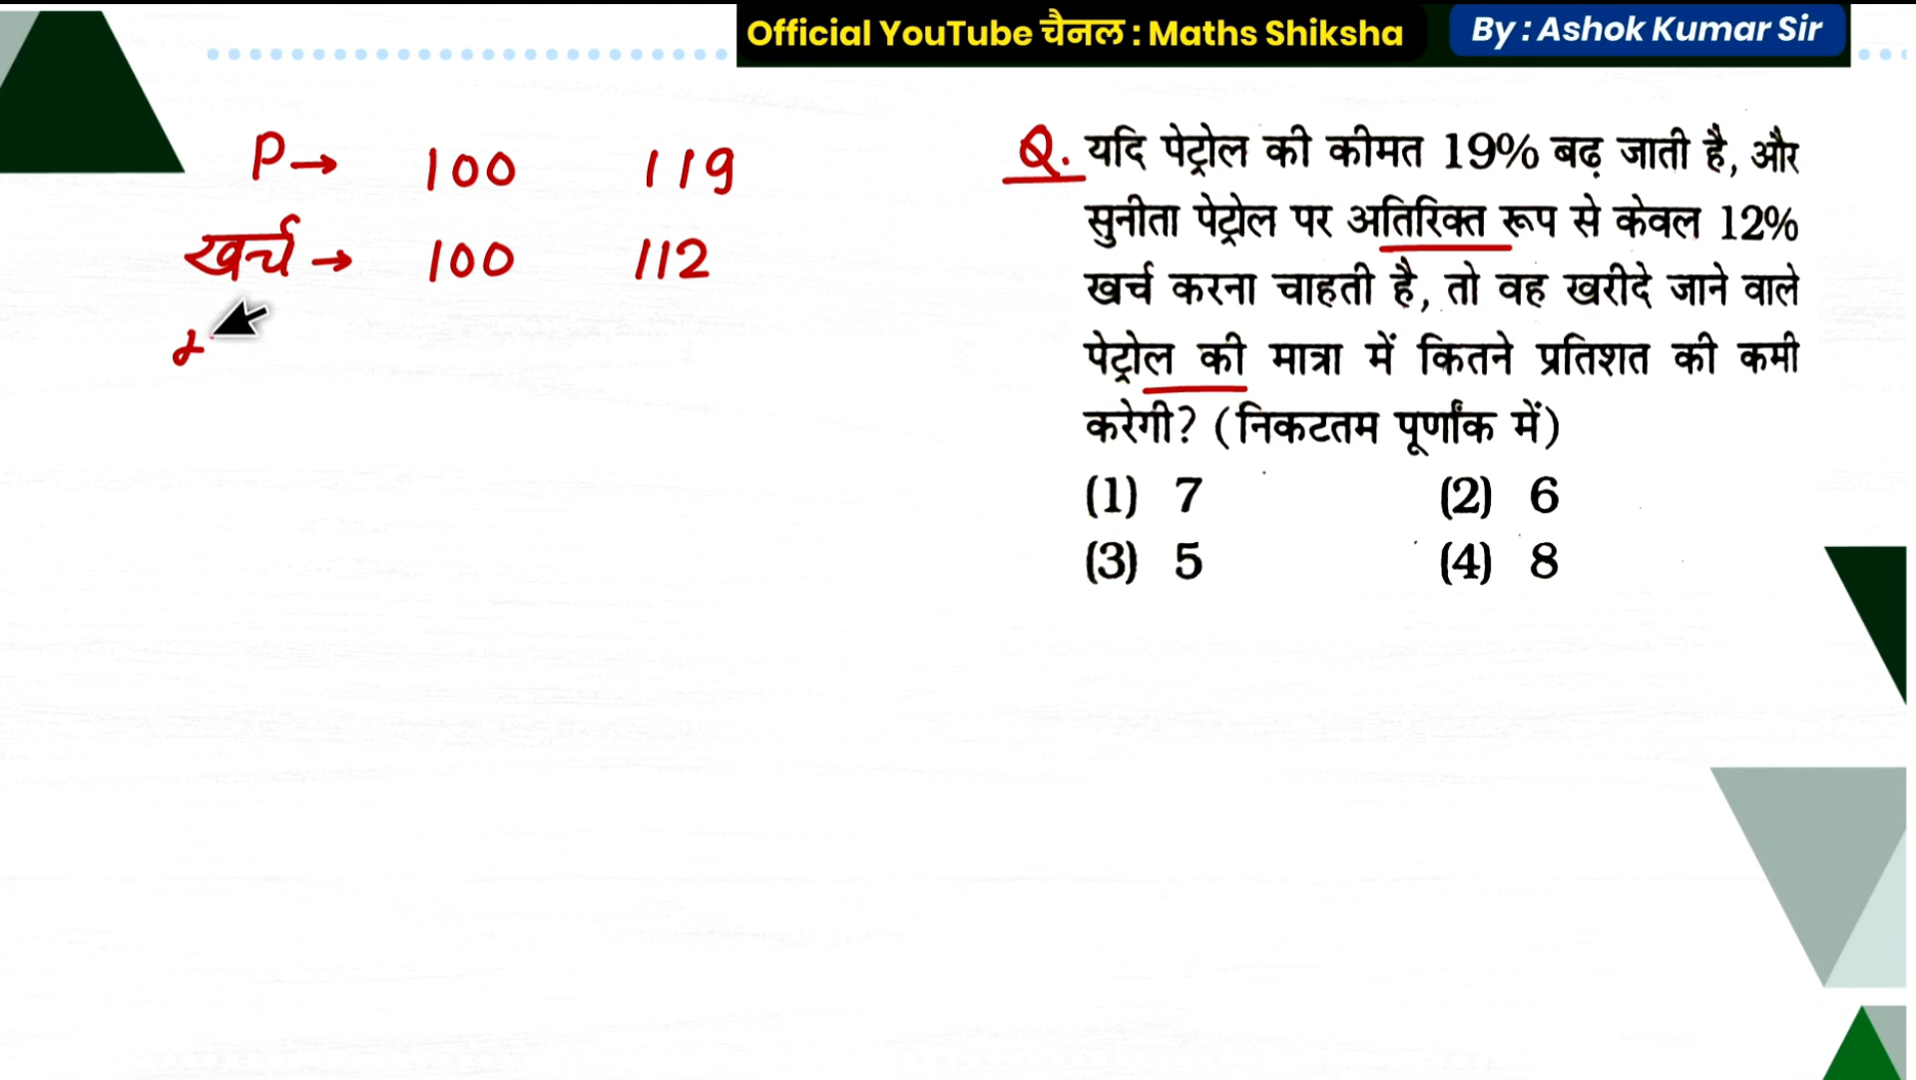 Official YouTube चैनल : Maths Shiksha
By : Ashok Kumar Sir
P→ 100 119
खर्च → 100 112
Q. यदि पेट्रोल की कीमत 19% बढ़ जाती है, और
सुनीता पेट्रोल पर अतिरिक्त रूप से केवल 12%
खर्च करना चाहती है, तो वह खरीदे जाने वाले
पेट्रोल की मात्रा में कितने प्रतिशत की कमी
करेगी? (निकटतम पूर्णांक में)
(1) 7 (2) 6
(3) 5 (4) 8